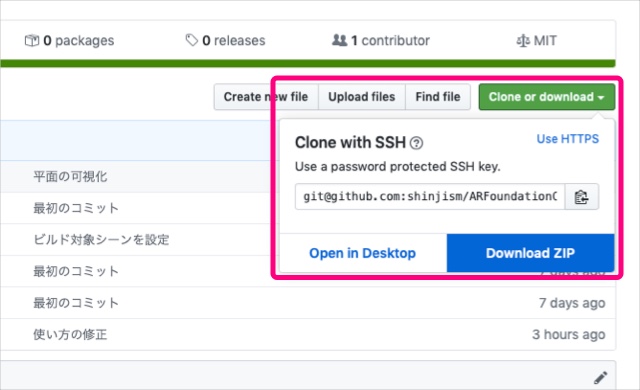 0 packages 0 releases 1 contributor MIT
Create new file Upload files Find file Clone or download
Clone with SSH Use HTTPS
Use a password protected SSH key.
git@github.com:shinjism/ARFoundation
Open in Desktop Download ZIP
平面の可視化
最初のコミット
ビルド対象シーンを設定
最初のコミット 7 days ago
最初のコミット 7 days ago
使い方の修正 3 hours ago